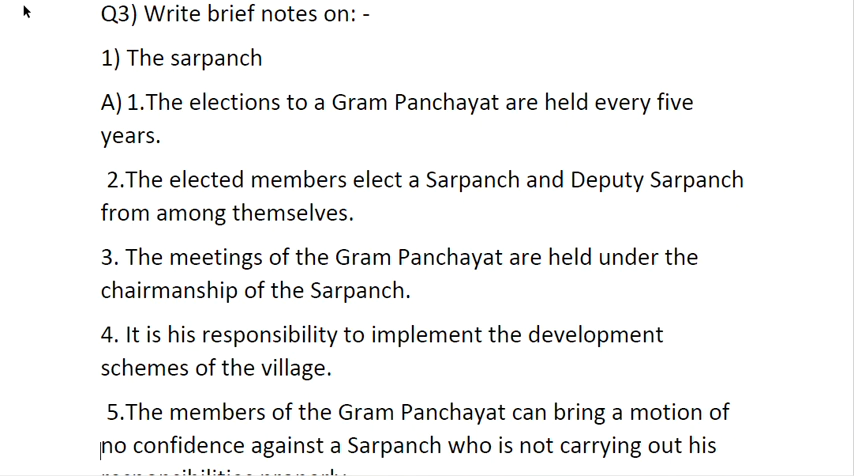 Q3) Write brief notes on: -
1) The sarpanch
A) 1.The elections to a Gram Panchayat are held every five
years.
2.The elected members elect a Sarpanch and Deputy Sarpanch
from among themselves.
3. The meetings of the Gram Panchayat are held under the
chairmanship of the Sarpanch.
4. It is his responsibility to implement the development
schemes of the village.
5.The members of the Gram Panchayat can bring a motion of
no confidence against a Sarpanch who is not carrying out his